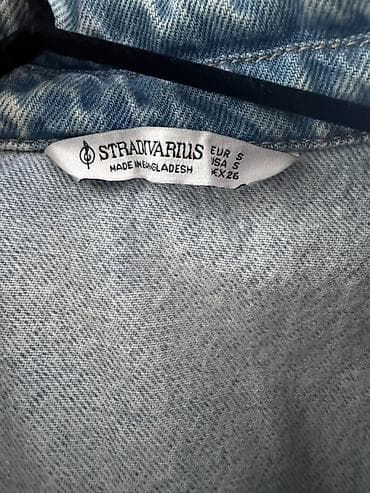 STRADIVARIUS
MADE IN BANGLADESH
EUR S
USA S
MEX 26